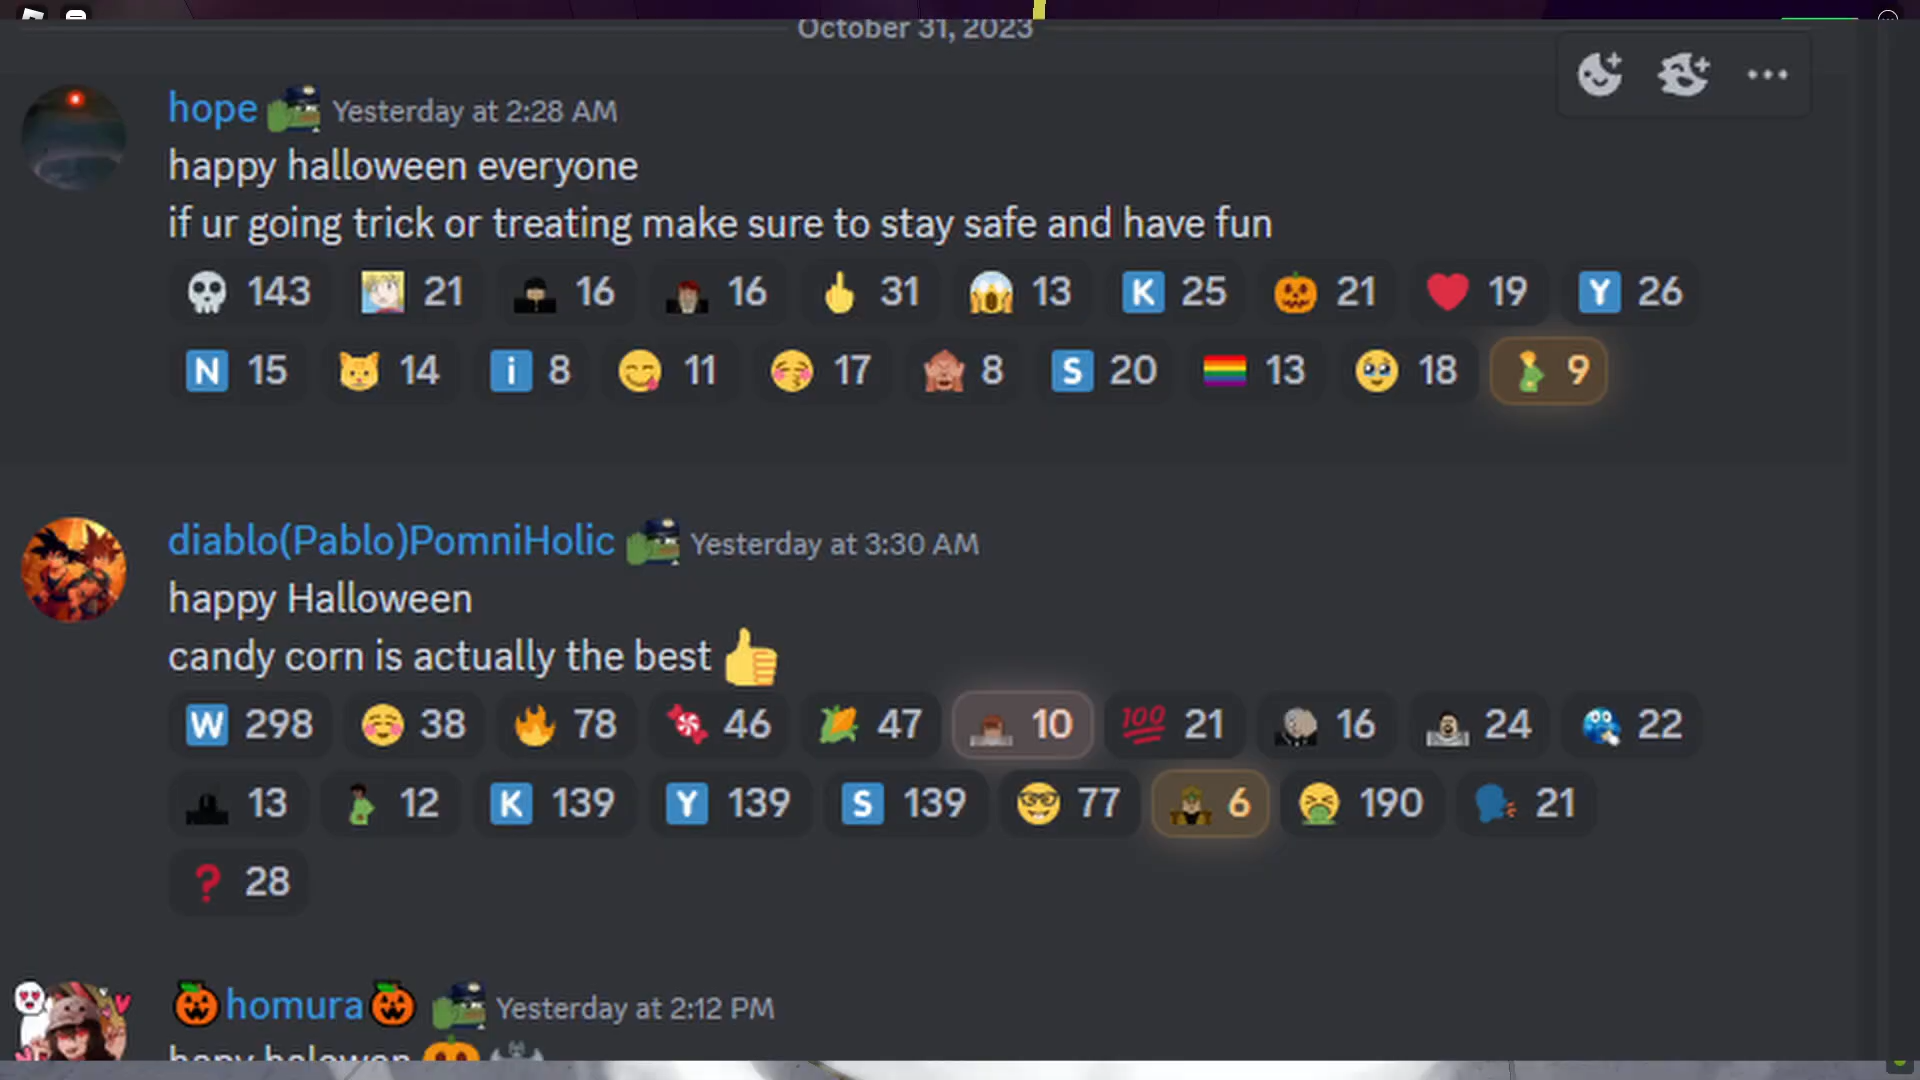 October 31, 2023
hope Yesterday at 2:28 AM
happy halloween everyone
if ur going trick or treating make sure to stay safe and have fun
143 21 16 16 31 13 K 25 21 19 Y 26
N 15 14 i 8 11 17 8 S 20 13 18 9
diablo(Pablo)PomniHolic Yesterday at 3:30 AM
happy Halloween
candy corn is actually the best
W 298 38 78 46 47 10 100 21 16 24 22
13 12 K 139 Y 139 S 139 77 6 190 21
? 28
homura Yesterday at 2:12 PM
hapy halowen